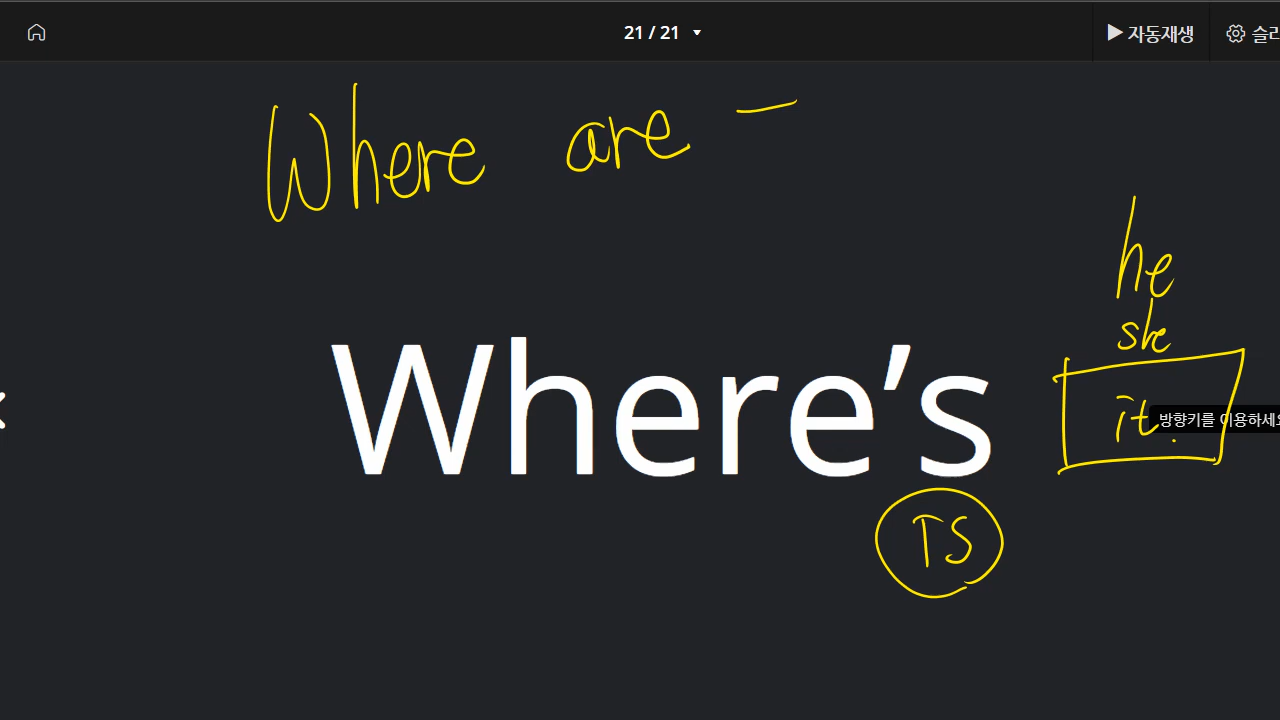 21 / 21
▶ 자동재생
Where are —
he
she
Where's
it.
방향키를 이용하세요
IS